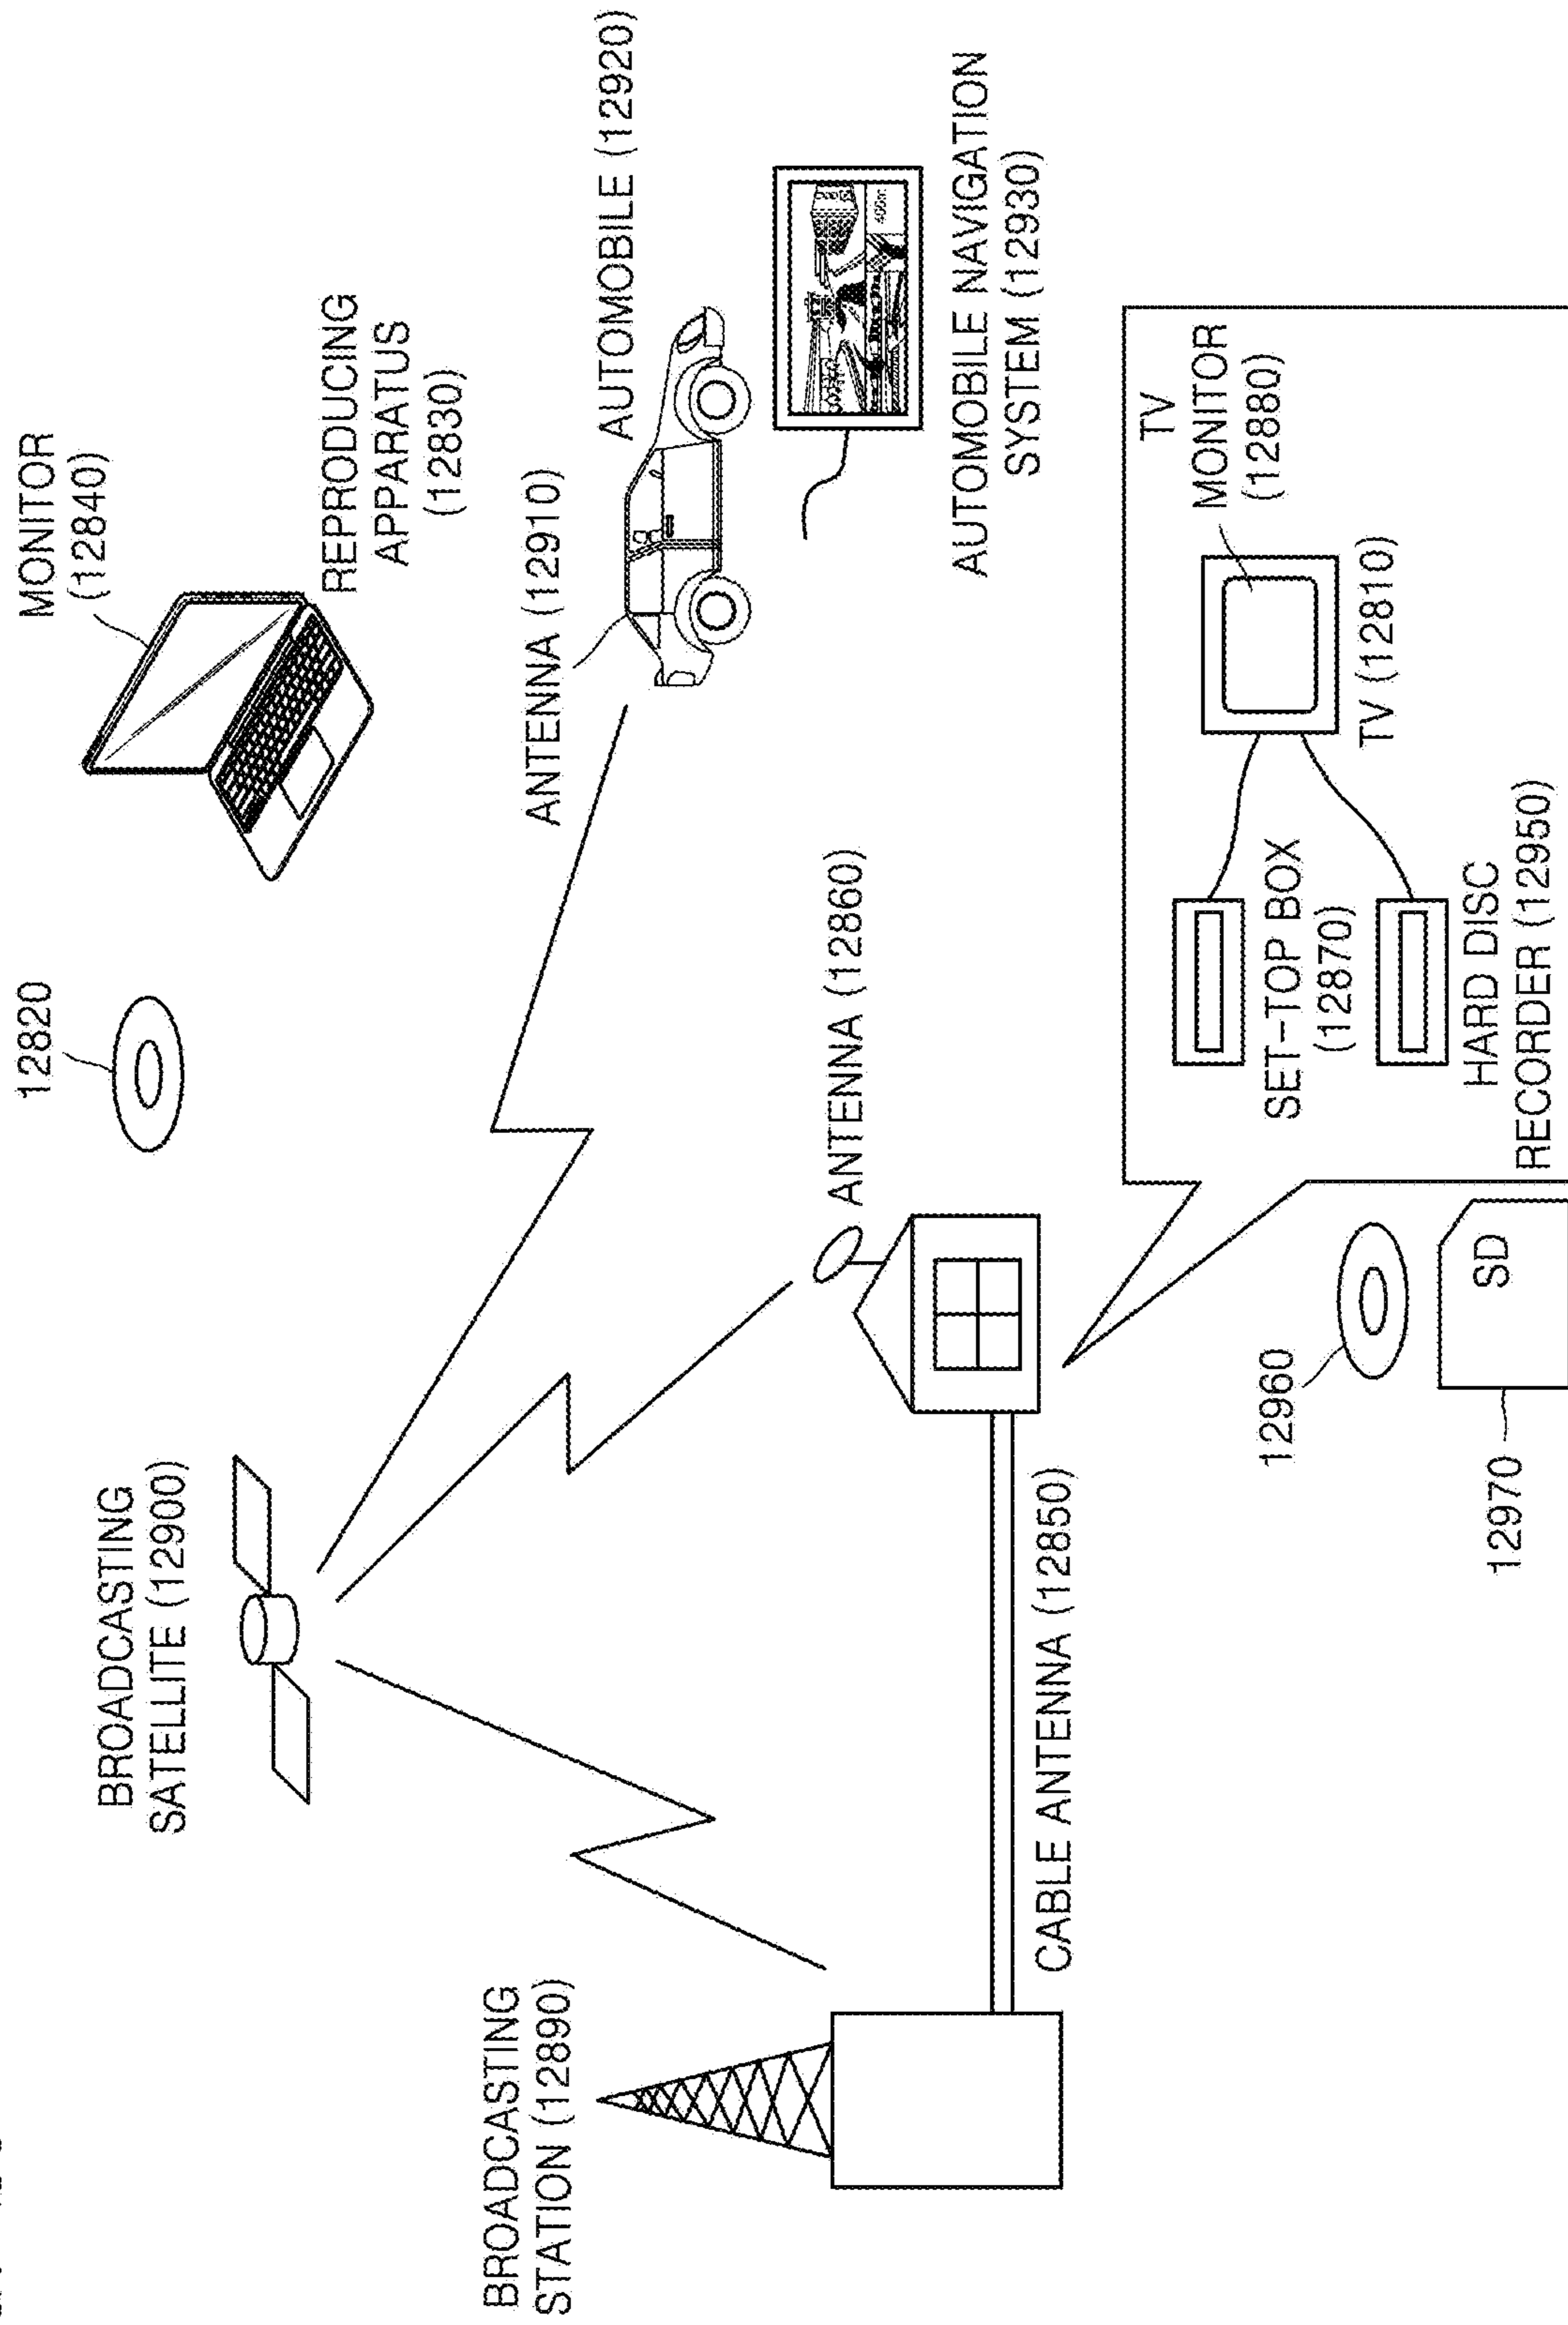 12820
MONITOR
(12840)
BROADCASTING
SATELLITE (12900)
REPRODUCING
APPARATUS
(12830)
BROADCASTING
STATION (12890)
ANTENNA (12910)
AUTOMOBILE (12920)
ANTENNA (12860)
AUTOMOBILE NAVIGATION
SYSTEM (12930)
400m
CABLE ANTENNA (12850)
TV
MONITOR
(12880)
SET-TOP BOX
(12870)
TV (12810)
12960
HARD DISC
RECORDER (12950)
SD
12970